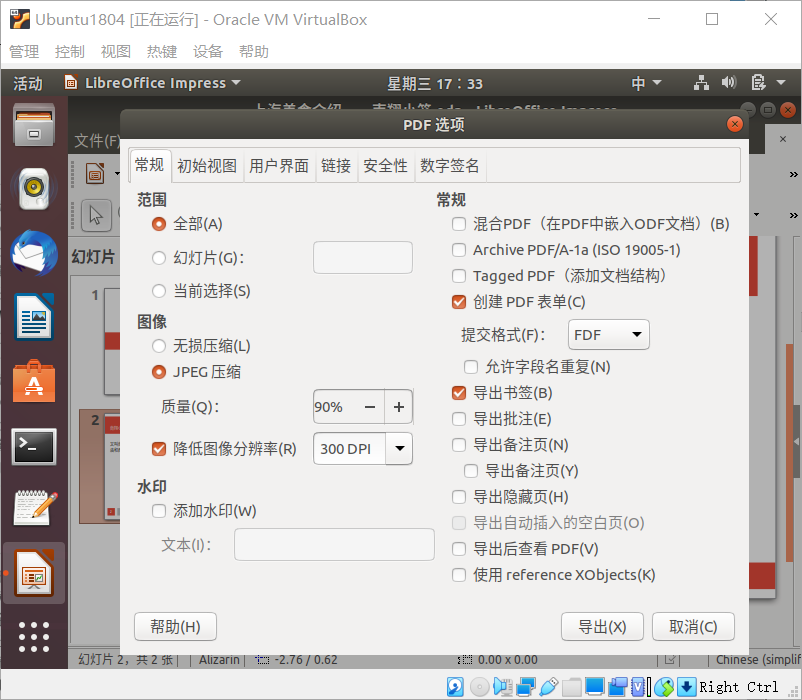 Ubuntu1804 [正在运行] - Oracle VM VirtualBox
管理 控制 视图 热键 设备 帮助
活动 LibreOffice Impress 星期三 17：33 中
PDF 选项
文件(F)
常规 初始视图 用户界面 链接 安全性 数字签名
范围
全部(A)
幻灯片(G):
当前选择(S)
图像
无损压缩(L)
JPEG 压缩
质量(Q): 90% − +
降低图像分辨率(R) 300 DPI
水印
添加水印(W)
文本(I):
常规
混合PDF（在PDF中嵌入ODF文档）(B)
Archive PDF/A-1a (ISO 19005-1)
Tagged PDF（添加文档结构）
创建 PDF 表单(C)
提交格式(F): FDF
允许字段名重复(N)
导出书签(B)
导出批注(E)
导出备注页(N)
导出备注页(Y)
导出隐藏页(H)
导出自动插入的空白页(O)
导出后查看 PDF(V)
使用 reference XObjects(K)
帮助(H) 导出(X) 取消(C)
幻灯片
1
2
幻灯片 2，共 2 张 Alizarin -2.76 / 0.62 0.00 x 0.00 Chinese (simplif
Right Ctrl